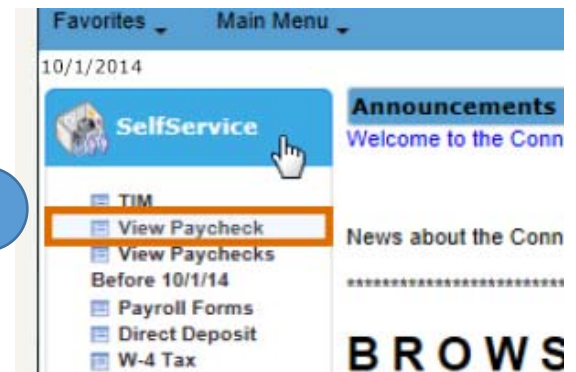 Favorites Main Menu
10/1/2014
SelfService
TIM
View Paycheck
View Paychecks
Before 10/1/14
Payroll Forms
Direct Deposit
W-4 Tax
Announcements
Welcome to the Conn
News about the Conn
**************************
BROWS